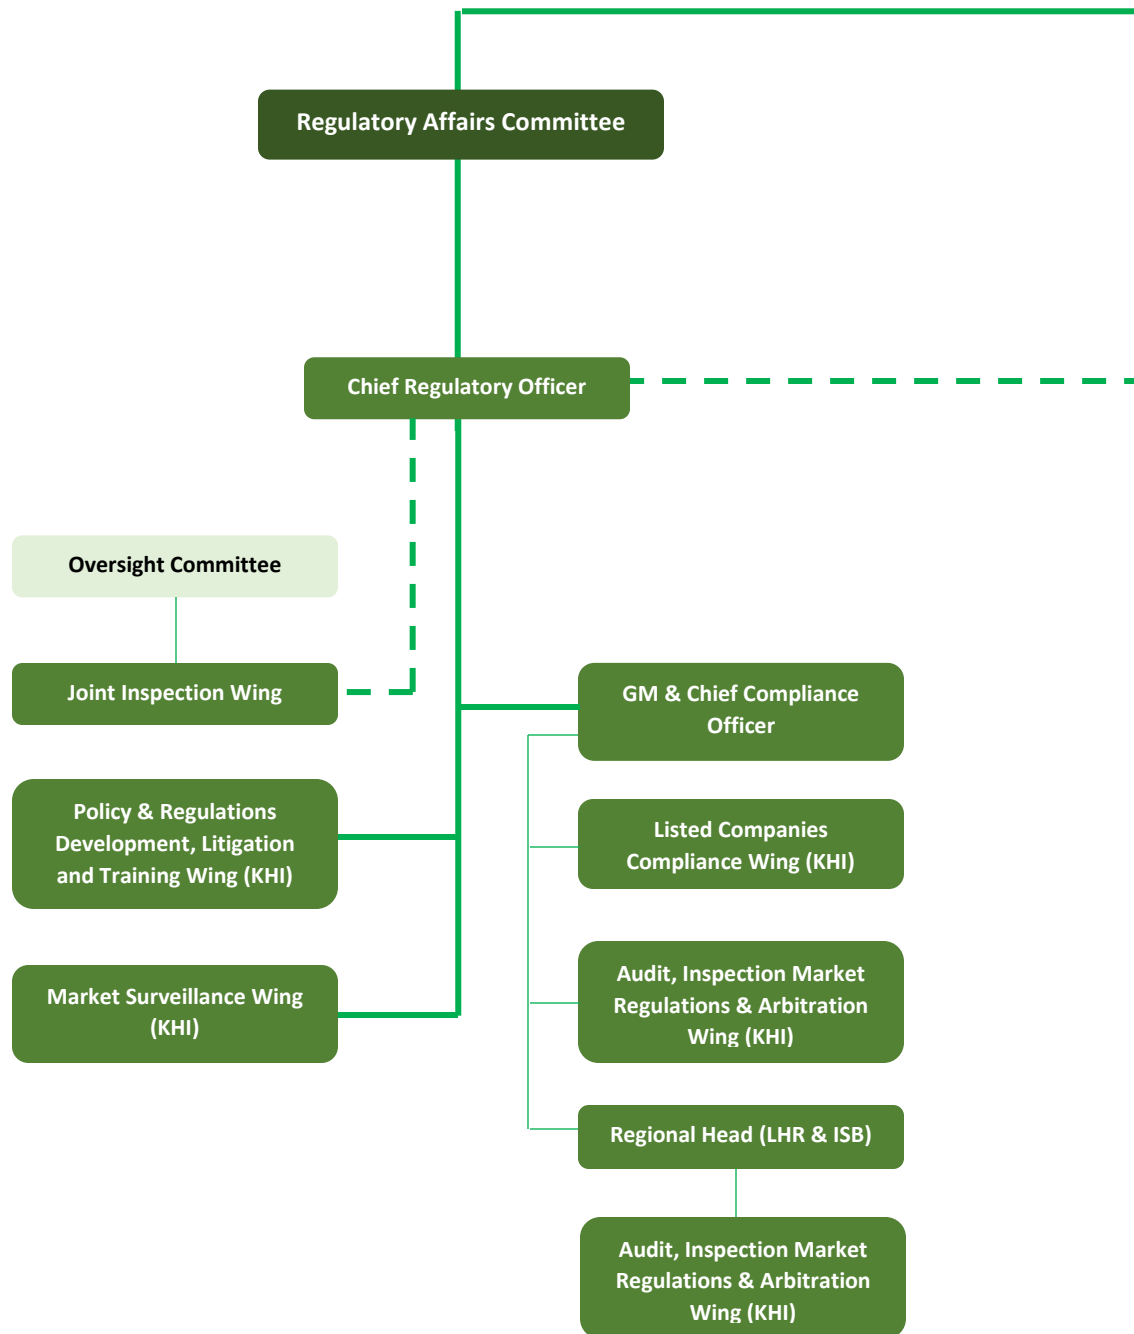 Regulatory Affairs Committee
Chief Regulatory Officer
Oversight Committee
Joint Inspection Wing
GM & Chief Compliance
Officer
Policy & Regulations
Development, Litigation
and Training Wing (KHI)
Listed Companies
Compliance Wing (KHI)
Market Surveillance Wing
(KHI)
Audit, Inspection Market
Regulations & Arbitration
Wing (KHI)
Regional Head (LHR & ISB)
Audit, Inspection Market
Regulations & Arbitration
Wing (KHI)